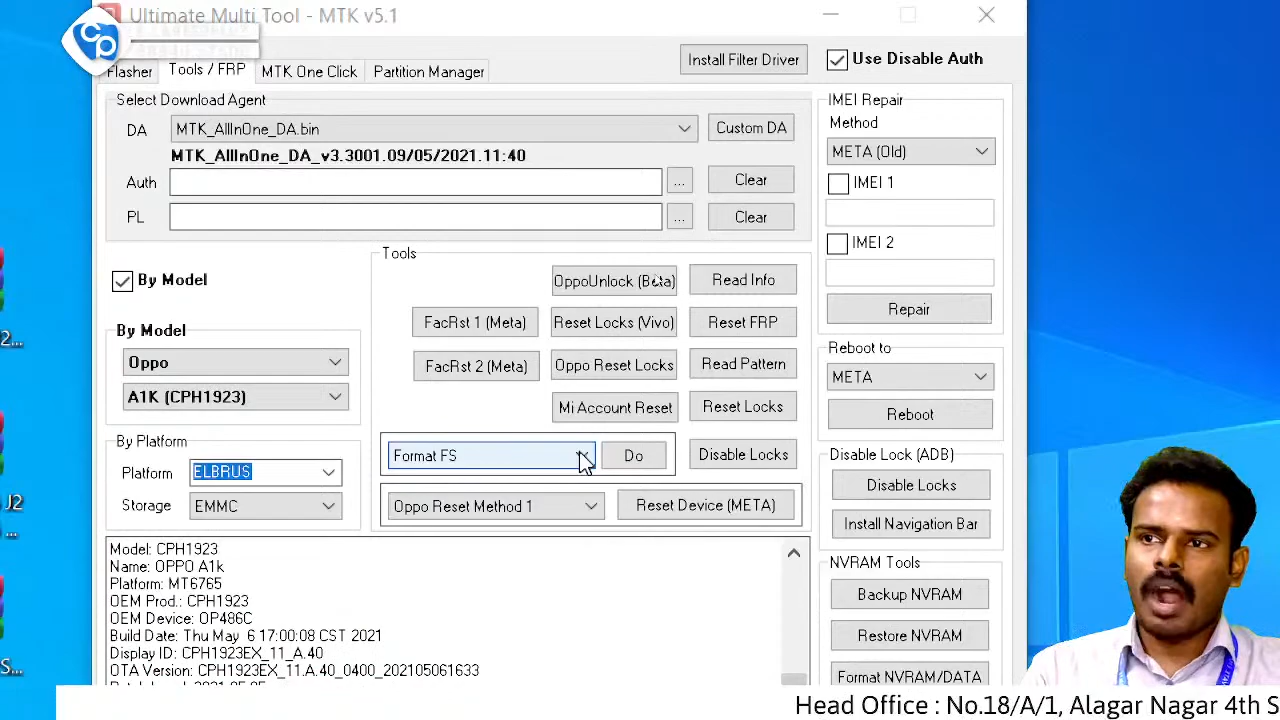 Ultimate Multi Tool - MTK v5.1
cp
Flasher
Tools / FRP
MTK One Click
Partition Manager
Install Filter Driver
Use Disable Auth
Select Download Agent
DA
MTK_AllInOne_DA.bin
Custom DA
MTK_AllInOne_DA_v3.3001.09/05/2021.11:40
Auth
...
Clear
PL
...
Clear
IMEI Repair
Method
META (Old)
IMEI 1
IMEI 2
Repair
By Model
By Model
Oppo
A1K (CPH1923)
By Platform
Platform
ELBRUS
Storage
EMMC
Tools
OppoUnlock (Beta)
Read Info
FacRst 1 (Meta)
Reset Locks (Vivo)
Reset FRP
FacRst 2 (Meta)
Oppo Reset Locks
Read Pattern
Mi Account Reset
Reset Locks
Format FS
Do
Disable Locks
Oppo Reset Method 1
Reset Device (META)
Reboot to
META
Reboot
Disable Lock (ADB)
Disable Locks
Install Navigation Bar
NVRAM Tools
Backup NVRAM
Restore NVRAM
Format NVRAM/DATA
Model: CPH1923
Name: OPPO A1k
Platform: MT6765
OEM Prod.: CPH1923
OEM Device: OP486C
Build Date: Thu May 6 17:00:08 CST 2021
Display ID: CPH1923EX_11_A.40
OTA Version: CPH1923EX_11.A.40_0400_202105061633
2...
J2
...
S...
Head Office : No.18/A/1, Alagar Nagar 4th S